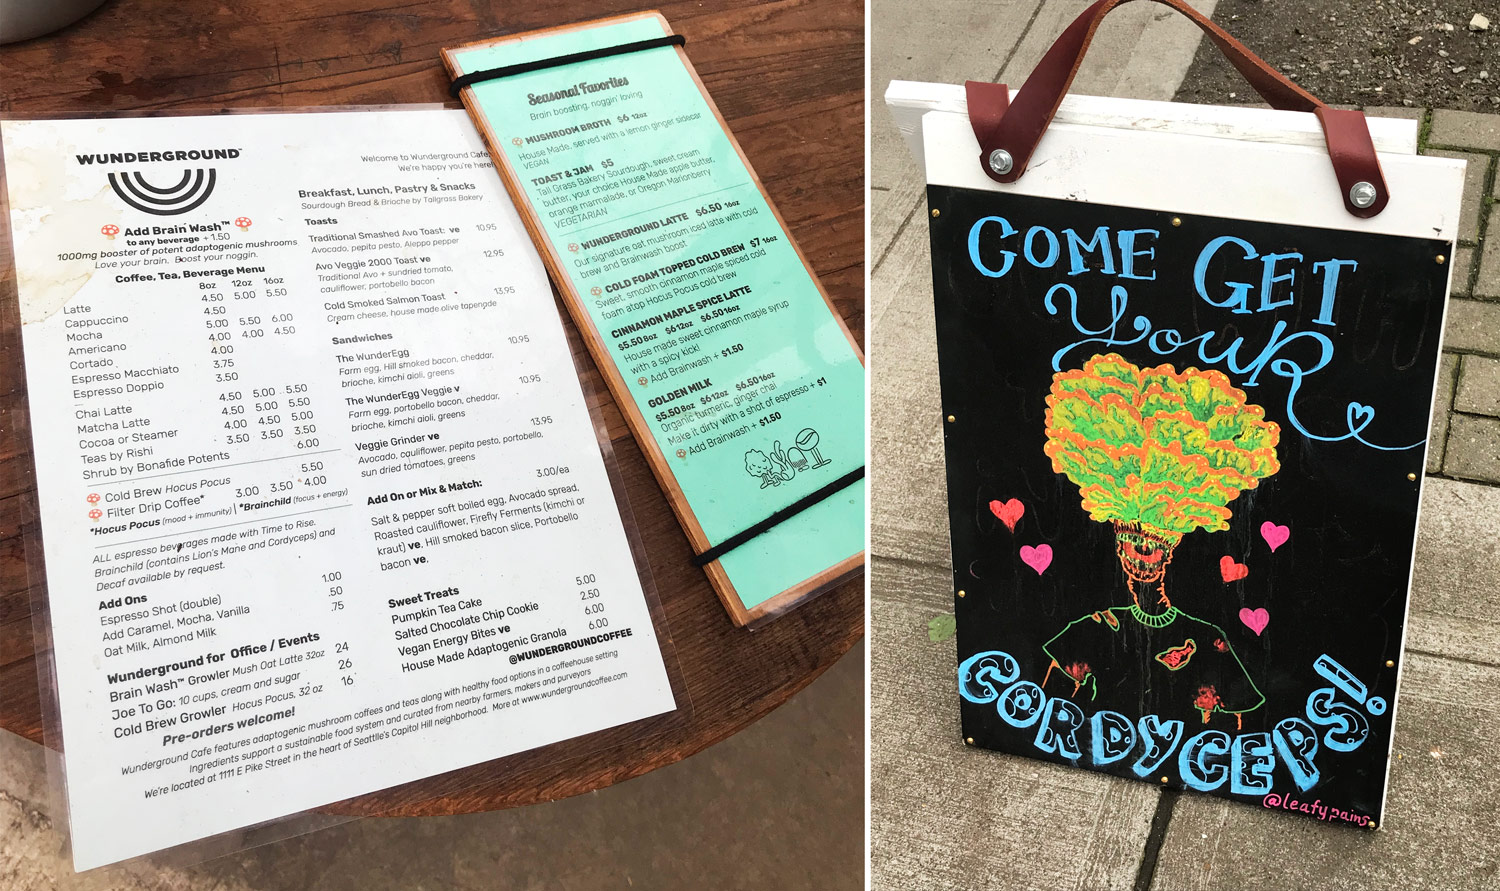 WUNDERGROUND™
Add Brain Wash™
to any beverage + 1.50
1000mg booster of potent adaptogenic mushrooms
Love your brain. Boost your noggin.
Coffee, Tea, Beverage Menu
8oz 12oz 16oz
Latte 4.50 5.00 5.50
Cappuccino 4.50
Mocha 5.00 5.50 6.00
Americano 4.00 4.00 4.50
Cortado 4.00
Espresso Macchiato 3.75
Espresso Doppio 3.50
Chai Latte 4.50 5.00 5.50
Matcha Latte 4.50 5.00 5.50
Cocoa or Steamer 4.00 4.50 5.00
Teas by Rishi 3.50 3.50 3.50
Shrub by Bonafide Potents 6.00
Cold Brew Hocus Pocus 5.50
Filter Drip Coffee* 3.00 3.50 4.00
*Hocus Pocus (mood + immunity) | *Brainchild (focus + energy)
ALL espresso beverages made with Time to Rise.
Brainchild (contains Lion's Mane and Cordyceps) and
Decaf available by request.
Add Ons
Espresso Shot (double) 1.00
Add Caramel, Mocha, Vanilla .50
Oat Milk, Almond Milk .75
Wunderground for Office / Events
Brain Wash™ Growler Mush Oat Latte 32oz 24
Joe To Go: 10 cups, cream and sugar 26
Cold Brew Growler Hocus Pocus, 32 oz 16
Pre-orders welcome!
Welcome to Wunderground Cafe.
We're happy you're here!
Breakfast, Lunch, Pastry & Snacks
Sourdough Bread & Brioche by Tallgrass Bakery
Toasts
Traditional Smashed Avo Toast: ve 10.95
Avocado, pepita pesto, Aleppo pepper
Avo Veggie 2000 Toast ve 12.95
Traditional Avo + sundried tomato,
cauliflower, portobello bacon
Cold Smoked Salmon Toast 13.95
Cream cheese, house made olive tapenade
Sandwiches
The WunderEgg 10.95
Farm egg, Hill smoked bacon, cheddar,
brioche, kimchi aioli, greens
The WunderEgg Veggie v 10.95
Farm egg, portobello bacon, cheddar,
brioche, kimchi aioli, greens
Veggie Grinder ve 13.95
Avocado, cauliflower, pepita pesto, portobello,
sun dried tomatoes, greens
Add On or Mix & Match: 3.00/ea
Salt & pepper soft boiled egg, Avocado spread,
Roasted cauliflower, Firefly Ferments (kimchi or
kraut) ve, Hill smoked bacon slice, Portobello
bacon ve.
Sweet Treats
Pumpkin Tea Cake 5.00
Salted Chocolate Chip Cookie 2.50
Vegan Energy Bites ve 6.00
House Made Adaptogenic Granola 6.00
@WUNDERGROUNDCOFFEE
Wunderground Cafe features adaptogenic mushroom coffees and teas along with healthy food options in a coffeehouse setting
Ingredients support a sustainable food system and curated from nearby farmers, makers and purveyors
We're located at 1111 E Pike Street in the heart of Seattlle's Capitol Hill neighborhood. More at www.wundergroundcoffee.com
Seasonal Favorites
Brain boosting, noggin' loving
MUSHROOM BROTH $6 12oz
House Made, served with a lemon ginger sidecar
VEGAN
TOAST & JAM $5
Tall Grass Bakery Sourdough, sweet cream
butter, your choice House Made apple butter,
orange marmalade, or Oregon Marionberry
VEGETARIAN
WUNDERGROUND LATTE $6.50 16oz
Our signature oat mushroom iced latte with cold
brew and Brainwash boost
COLD FOAM TOPPED COLD BREW $7 16oz
Sweet, smooth cinnamon maple spiced cold
foam atop Hocus Pocus cold brew
CINNAMON MAPLE SPICE LATTE
$5.50 8oz $6 12oz $6.50 16oz
House made sweet cinnamon maple syrup
with a spicy kick!
Add Brainwash + $1.50
GOLDEN MILK
$5.50 8oz $6 12oz $6.50 16oz
Organic turmeric, ginger chai
Make it dirty with a shot of espresso + $1
Add Brainwash + $1.50
COME GET
YOUR
CORDYCEPS!
@leafypains